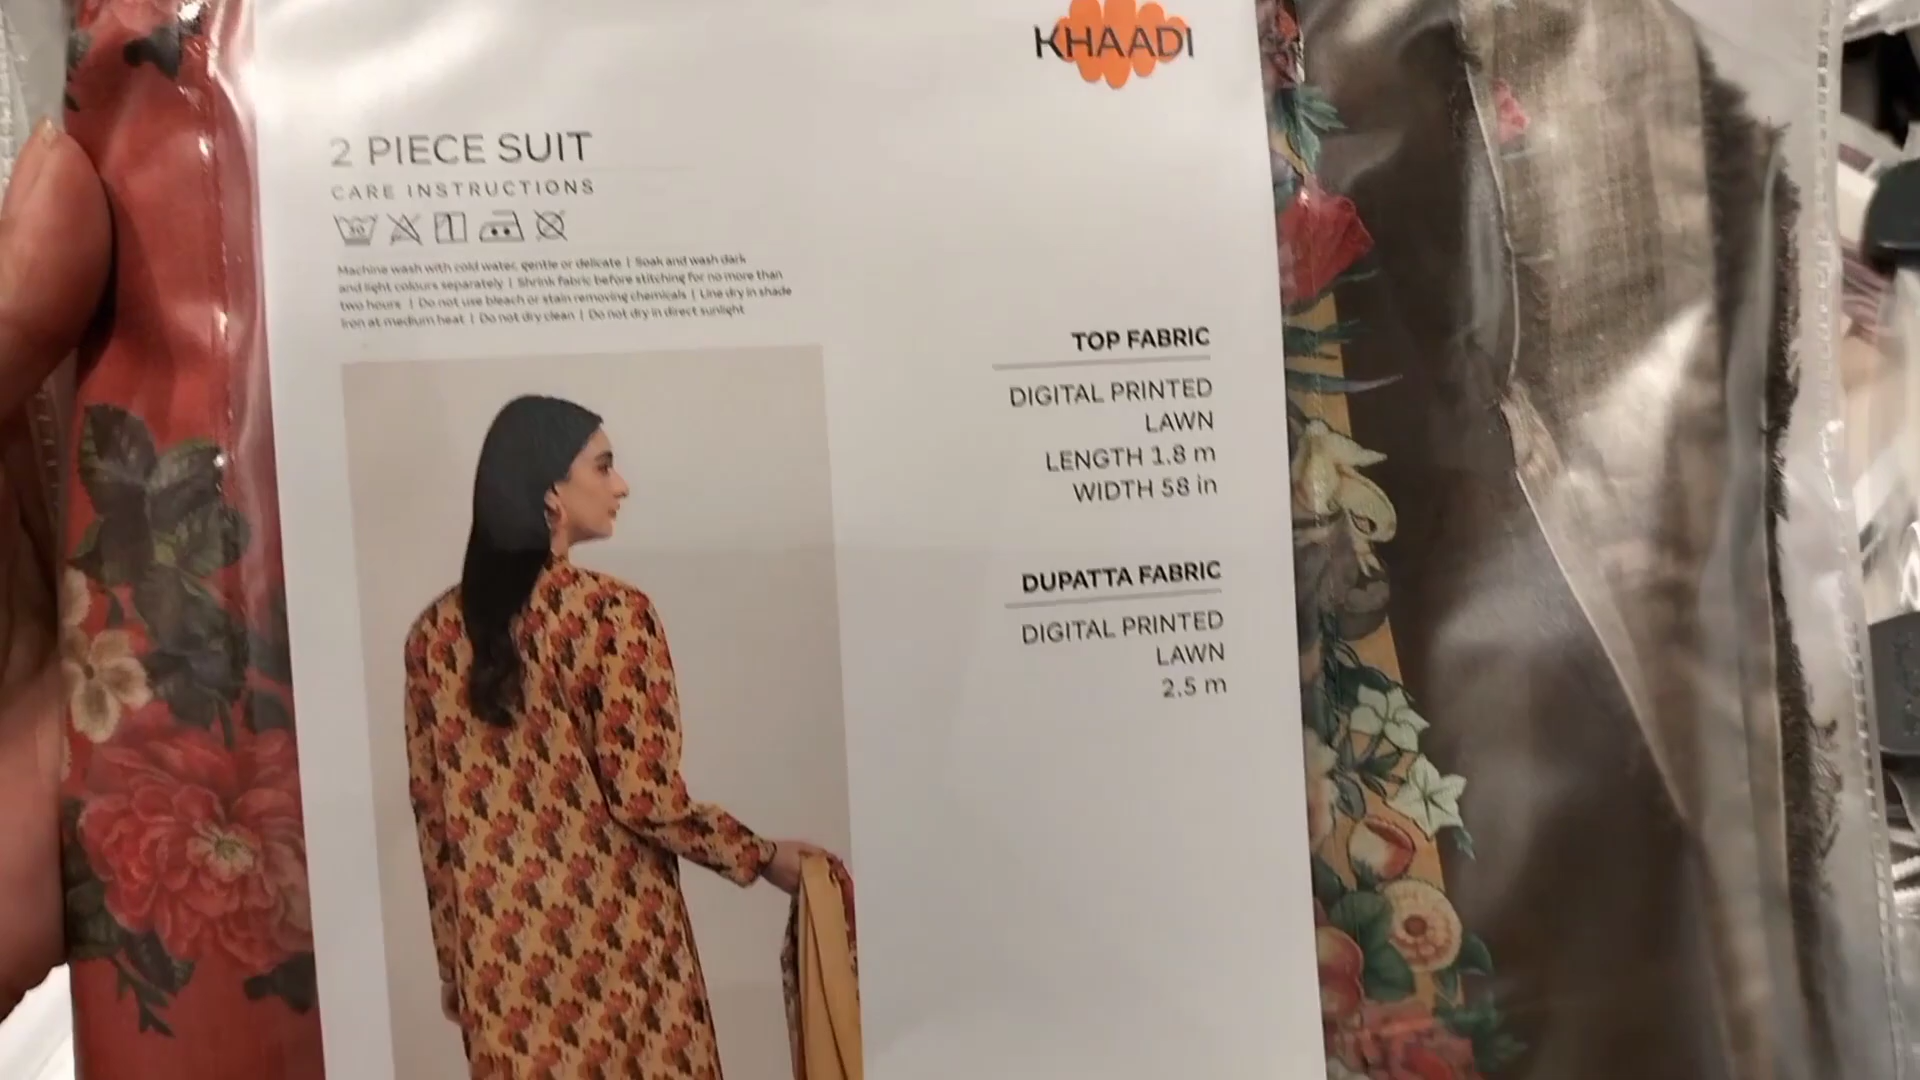 KHAADI
2 PIECE SUIT
CARE INSTRUCTIONS
30
Machine wash with cold water, gentle or delicate | Soak and wash dark
and light colours separately | Shrink fabric before stitching for no more than
two hours | Do not use bleach or stain removing chemicals | Line dry in shade
Iron at medium heat | Do not dry clean | Do not dry in direct sunlight
TOP FABRIC
DIGITAL PRINTED
LAWN
LENGTH 1.8 m
WIDTH 58 in
DUPATTA FABRIC
DIGITAL PRINTED
LAWN
2.5 m